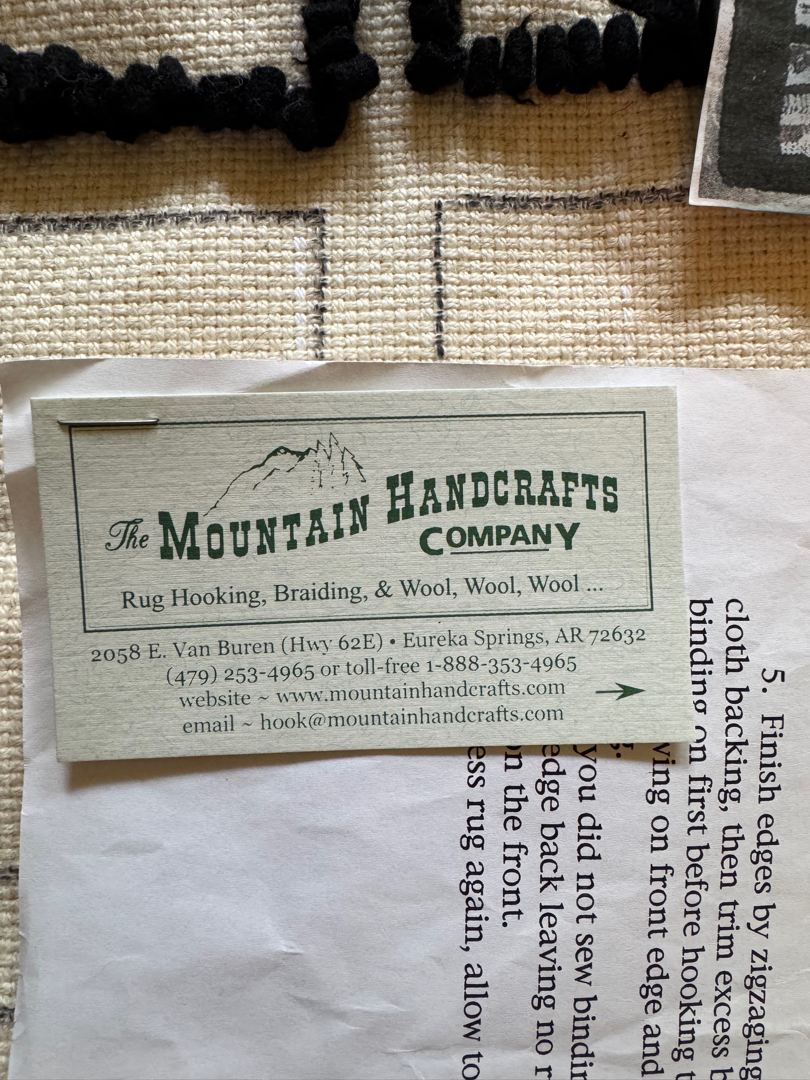 The MOUNTAIN HANDCRAFTS
COMPANY
Rug Hooking, Braiding, & Wool, Wool, Wool ...
2058 E. Van Buren (Hwy 62E) • Eureka Springs, AR 72632
(479) 253-4965 or toll-free 1-888-353-4965
website ~ www.mountainhandcrafts.com
email ~ hook@mountainhandcrafts.com
5. Finish edges by zigzaging
cloth backing, then trim excess
binding on first before hooking
on front edge and
you did not sew
edge back leaving no
on the front.
rug again, allow to